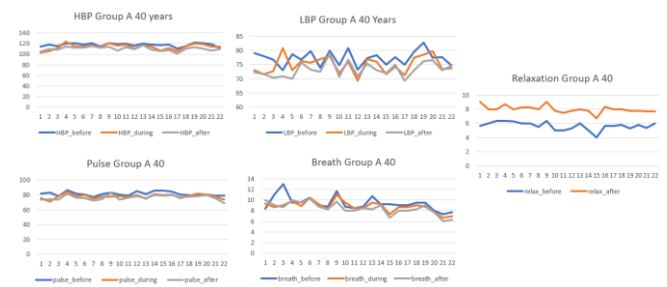 HBP Group A 40 years
140
120
100
80
60
40
20
0
1 2 3 4 5 6 7 8 9 10 11 12 13 14 15 16 17 18 19 20 21 22
HBP_before HBP_during HBP_after
LBP Group A 40 Years
85
80
75
70
65
60
1 2 3 4 5 6 7 8 9 10 11 12 13 14 15 16 17 18 19 20 21 22
LBP_before LBP_during LBP_after
Relaxation Group A 40
10
8
6
4
2
0
1 2 3 4 5 6 7 8 9 10 11 12 13 14 15 16 17 18 19 20 21 22
relax_before relax_after
Pulse Group A 40
100
80
60
40
20
0
1 2 3 4 5 6 7 8 9 10 11 12 13 14 15 16 17 18 19 20 21 22
pulse_before pulse_during pulse_after
Breath Group A 40
14
12
10
8
6
4
2
0
1 2 3 4 5 6 7 8 9 10 11 12 13 14 15 16 17 18 19 20 21 22
breath_before breath_during breath_after